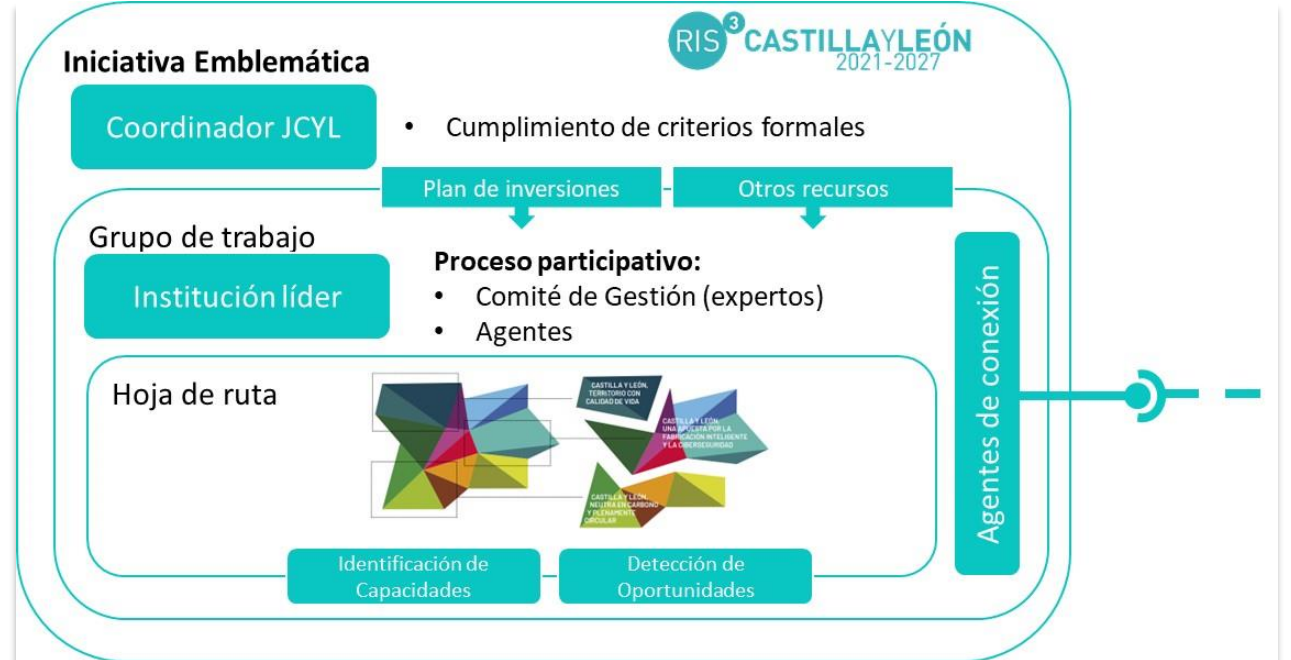 RIS3 CASTILLAYLEÓN
2021-2027
Iniciativa Emblemática
Coordinador JCYL
• Cumplimiento de criterios formales
Plan de inversiones
Otros recursos
Grupo de trabajo
Institución líder
Proceso participativo:
• Comité de Gestión (expertos)
• Agentes
Agentes de conexión
Hoja de ruta
CASTILLA Y LEÓN,
TERRITORIO CON
CALIDAD DE VIDA
CASTILLA Y LEÓN,
UNA APUESTA POR LA
FABRICACIÓN INTELIGENTE
Y LA CIBERSEGURIDAD
CASTILLA Y LEÓN,
NEUTRA EN CARBONO
Y PLENAMENTE
CIRCULAR
Identificación de
Capacidades
Detección de
Oportunidades